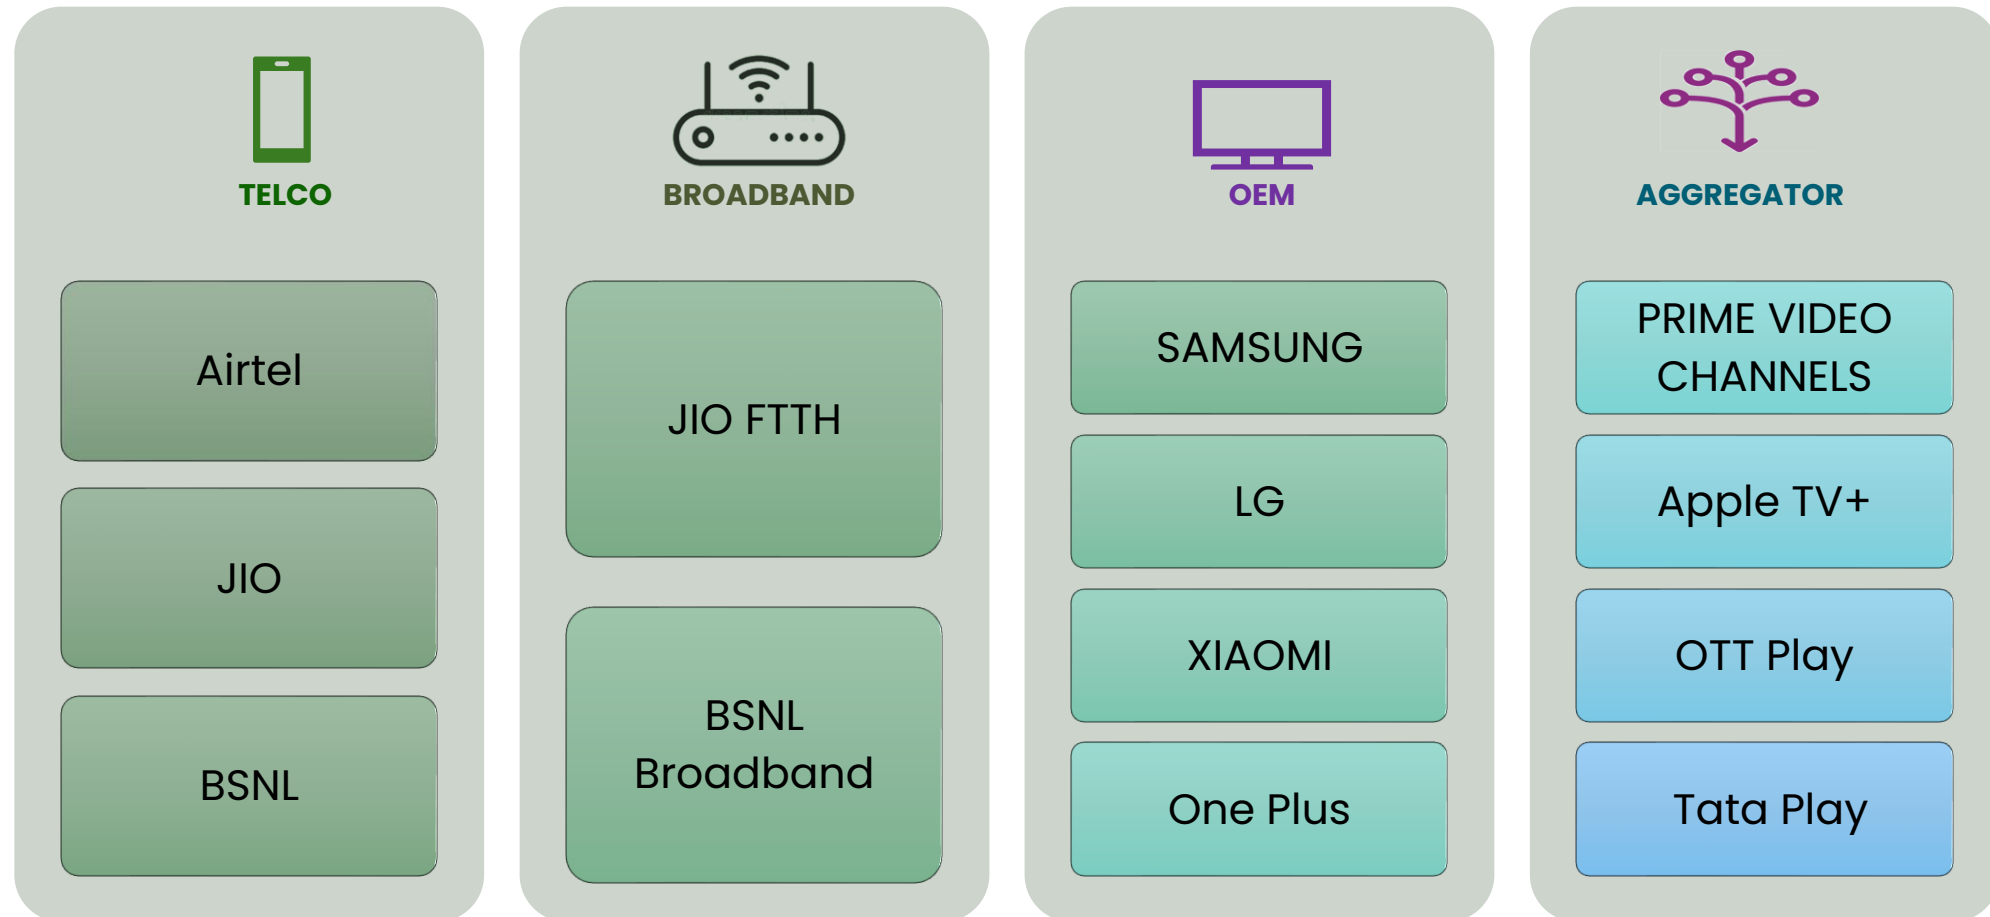 TELCO
Airtel
JIO
BSNL
BROADBAND
JIO FTTH
BSNL
Broadband
OEM
SAMSUNG
LG
XIAOMI
One Plus
AGGREGATOR
PRIME VIDEO
CHANNELS
Apple TV+
OTT Play
Tata Play